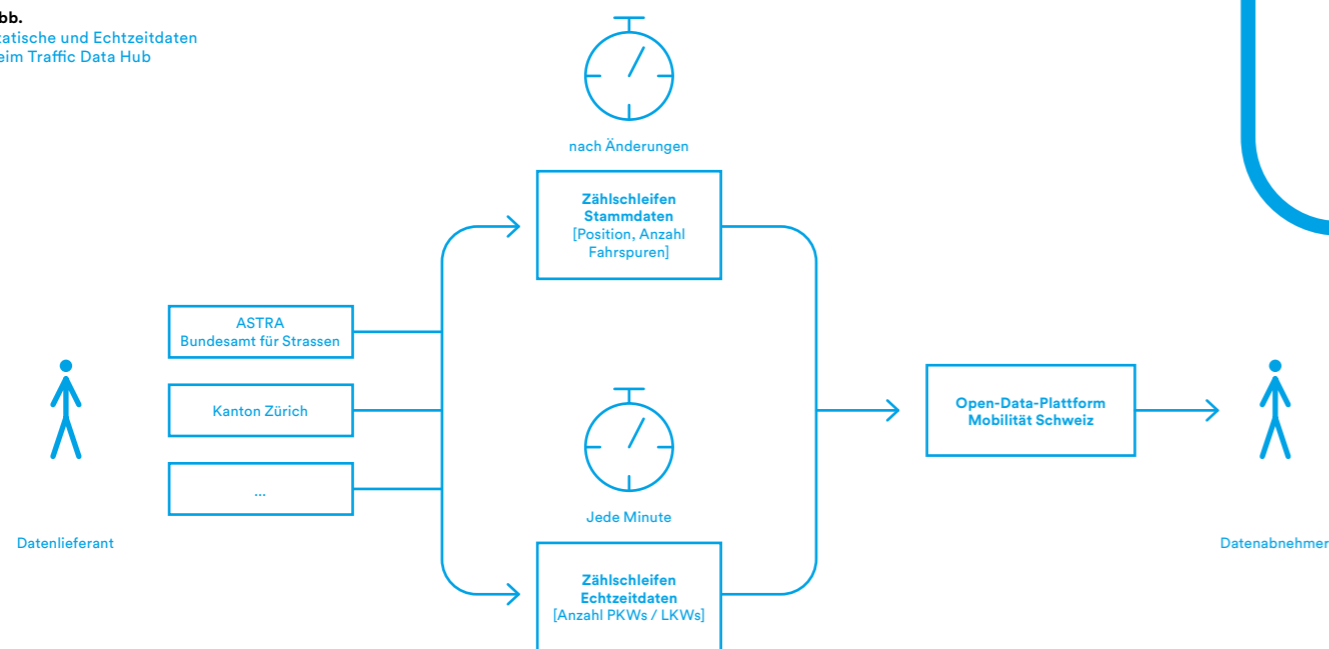 bb.
tatische und Echtzeitdaten
eim Traffic Data Hub
nach Änderungen
Zählschleifen
Stammdaten
[Position, Anzahl
Fahrspuren]
ASTRA
Bundesamt für Strassen
Kanton Zürich
...
Datenlieferant
Jede Minute
Zählschleifen
Echtzeitdaten
[Anzahl PKWs / LKWs]
Open-Data-Plattform
Mobilität Schweiz
Datenabnehmer